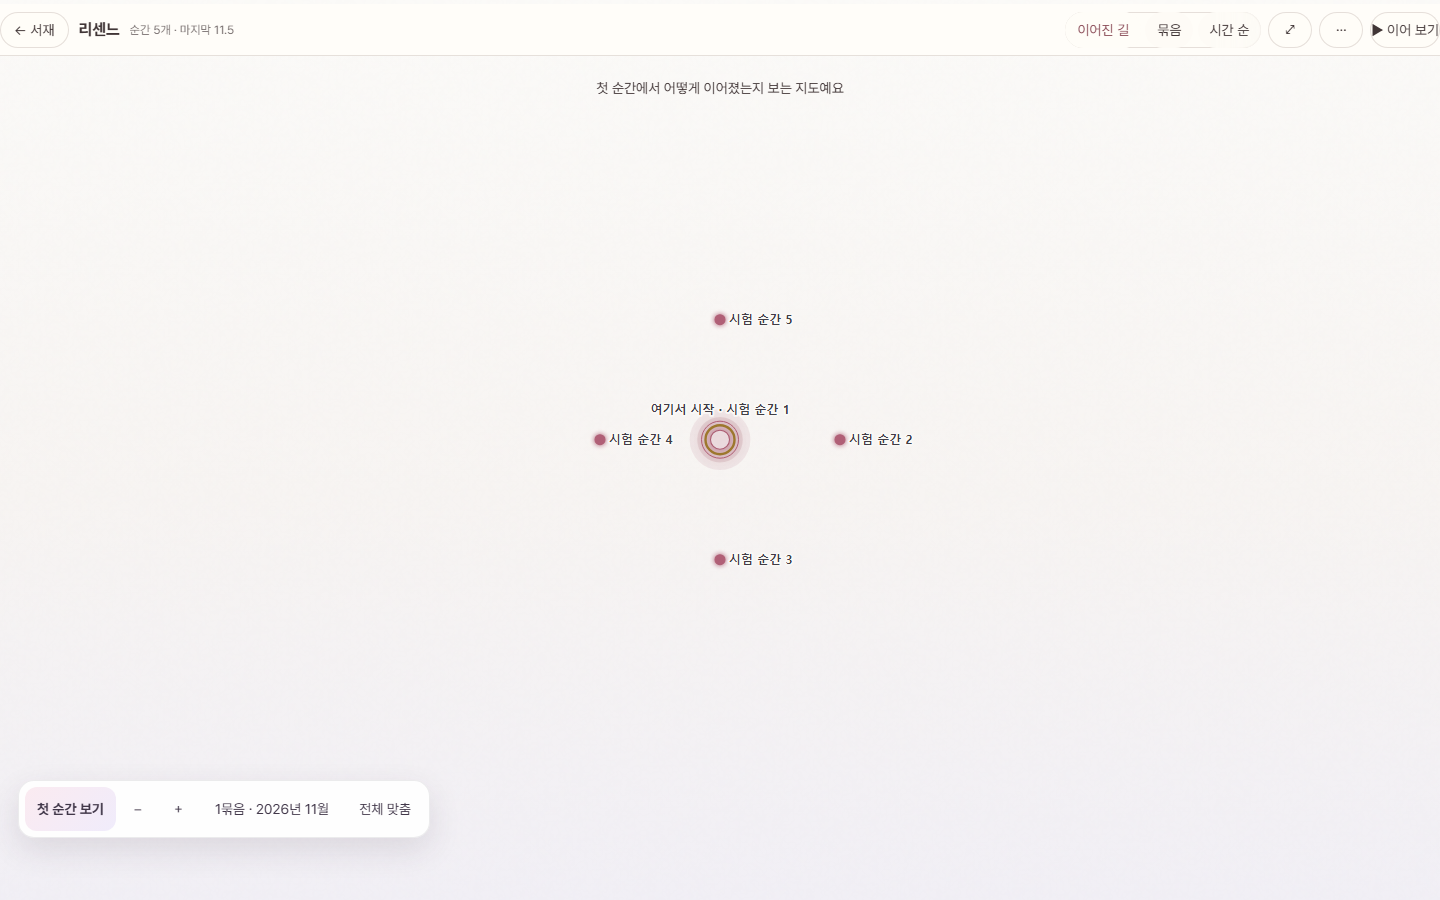 ← 서재 리센느 순간 5개 · 마지막 11.5 이어진 길 묶음 시간 순 ⤢ ··· ▶ 이어 보기
첫 순간에서 어떻게 이어졌는지 보는 지도예요
시험 순간 5
여기서 시작 · 시험 순간 1
시험 순간 4
시험 순간 2
시험 순간 3
첫 순간 보기 − + 1묶음 · 2026년 11월 전체 맞춤